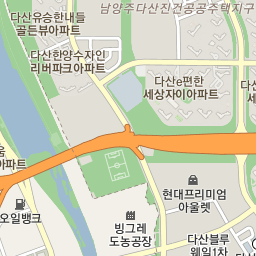 남양주다산진건공공주택지구
다산유승한내들
골든뷰아파트
다산한양수자인
리버파크아파트
다산e편한
세상자이아파트
아파트
현대프리미엄
아울렛
오일뱅크
빙그레
도농공장
다산블루
웨일1차